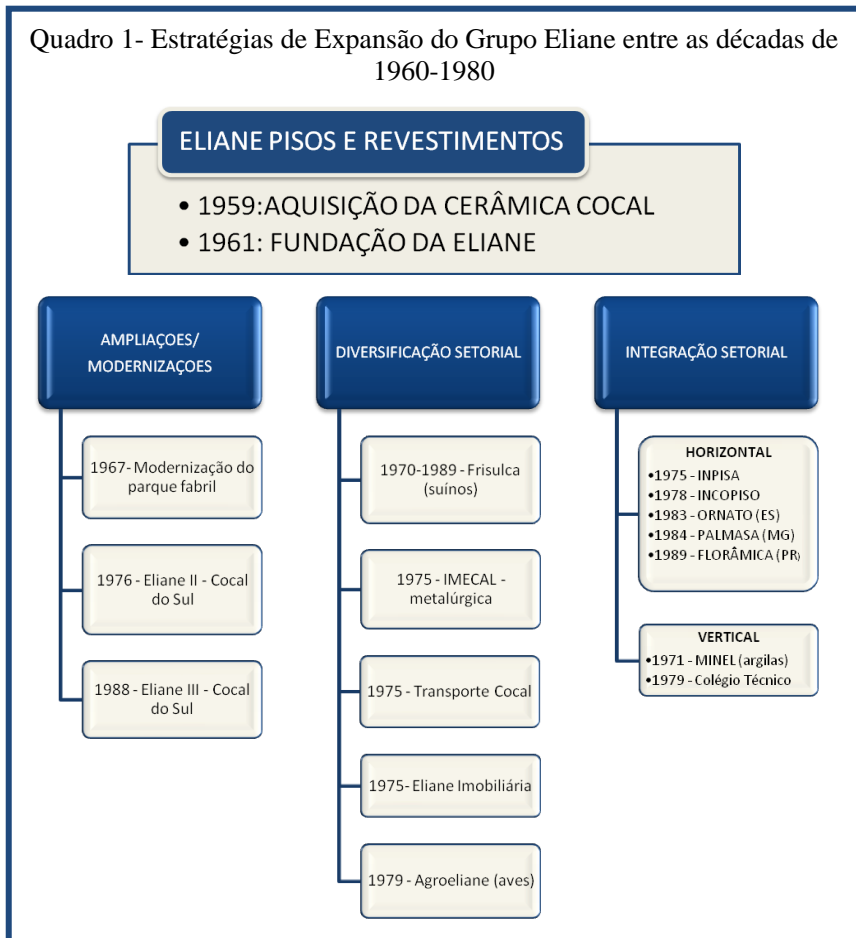 Quadro 1- Estratégias de Expansão do Grupo Eliane entre as décadas de
1960-1980
ELIANE PISOS E REVESTIMENTOS
• 1959:AQUISIÇÃO DA CERÂMICA COCAL
• 1961: FUNDAÇÃO DA ELIANE
AMPLIAÇOES/
MODERNIZAÇOES
1967- Modernização do
parque fabril
1976 - Eliane II - Cocal
do Sul
1988 - Eliane III - Cocal
do Sul
DIVERSIFICAÇÃO SETORIAL
1970-1989 - Frisulca
(suínos)
1975 - IMECAL -
metalúrgica
1975 - Transporte Cocal
1975- Eliane Imobiliária
1979 - Agroeliane (aves)
INTEGRAÇÃO SETORIAL
HORIZONTAL
•1975 - INPISA
•1978 - INCOPISO
•1983 - ORNATO (ES)
•1984 - PALMASA (MG)
•1989 - FLORÂMICA (PR)
VERTICAL
•1971 - MINEL (argilas)
•1979 - Colégio Técnico